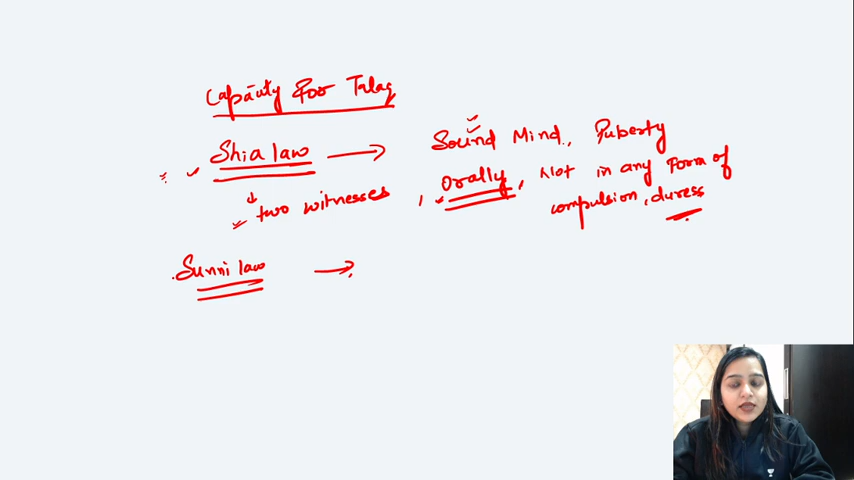 Capacity for Talaq
Shia law → Sound Mind, Puberty
, Orally, Not in any Form of
compulsion, duress
two witnesses
Sunni law →